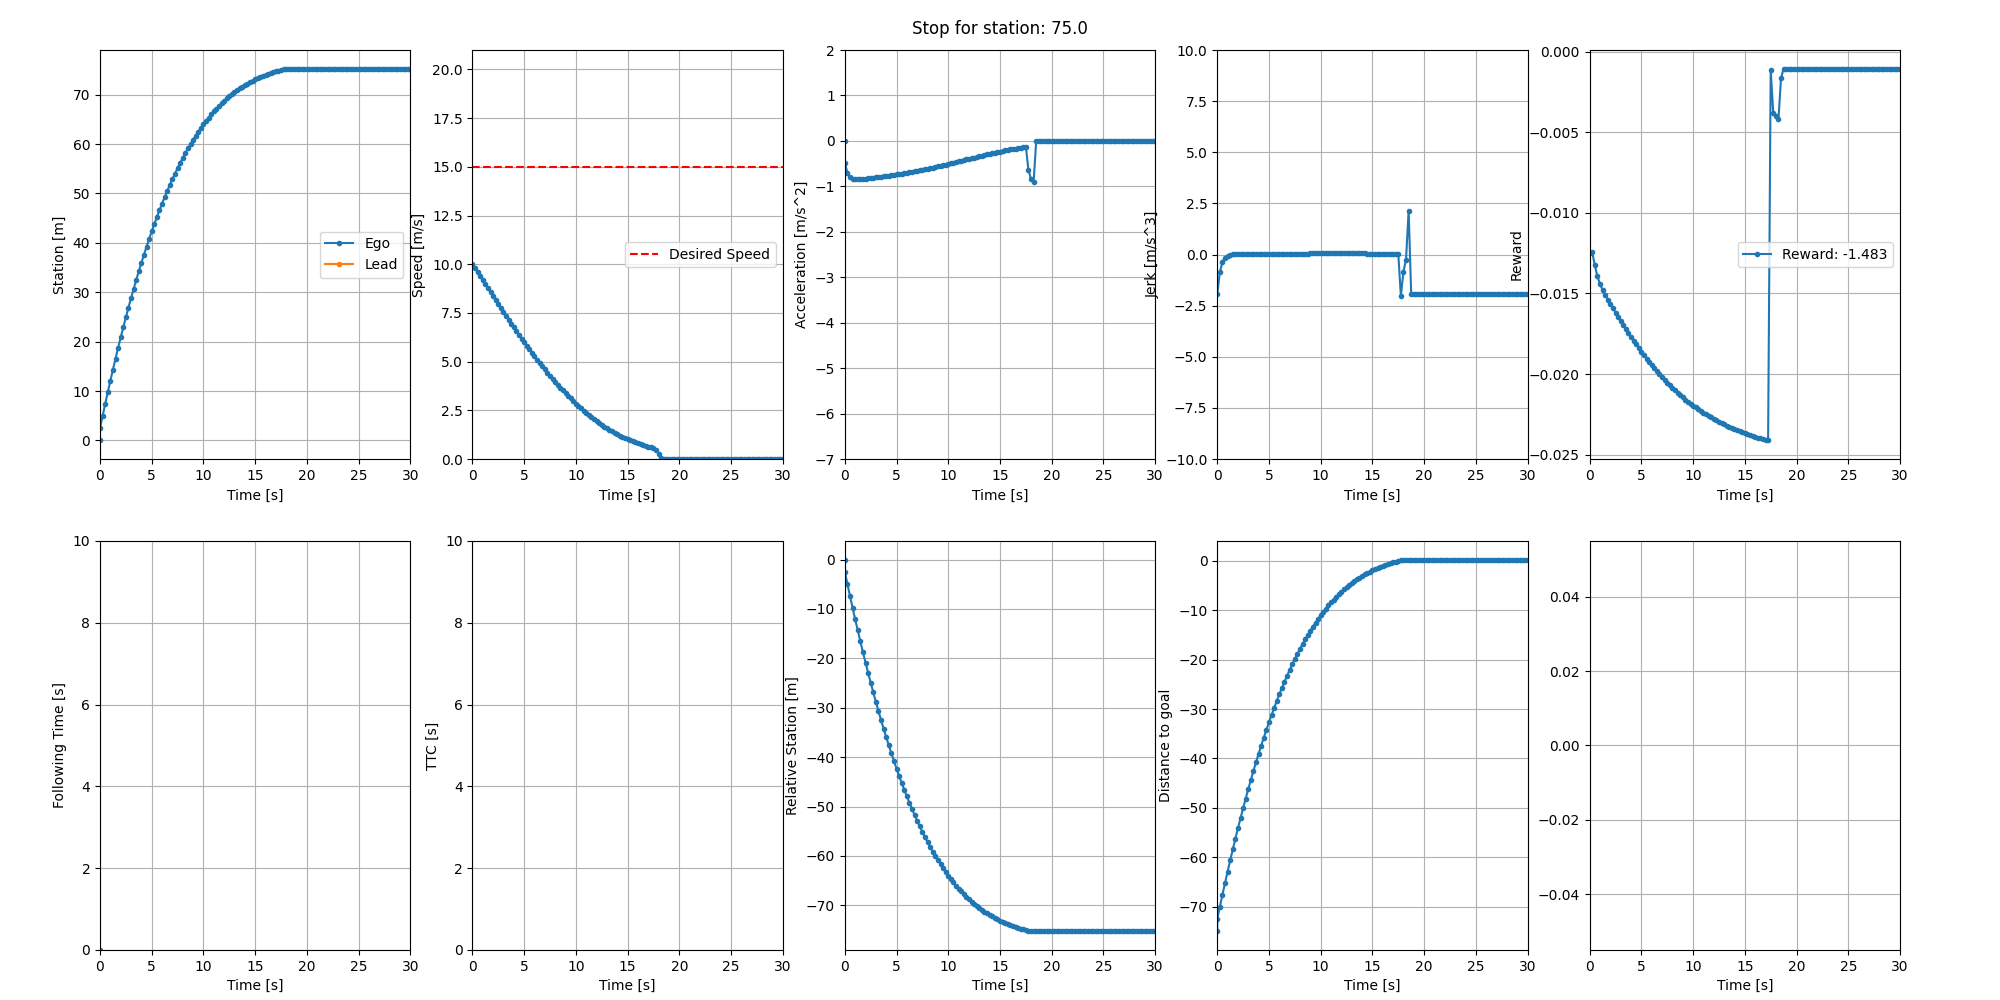 Stop for station: 75.0
Station [m]
70
60
50
40
30
20
10
0
0 5 10 15 20 25 30
Time [s]
Ego
Lead
Speed [m/s]
20.0
17.5
15.0
12.5
10.0
7.5
5.0
2.5
0.0
0 5 10 15 20 25 30
Time [s]
Desired Speed
Acceleration [m/s^2]
2
1
0
−1
−2
−3
−4
−5
−6
−7
0 5 10 15 20 25 30
Time [s]
Jerk [m/s^3]
10.0
7.5
5.0
2.5
0.0
−2.5
−5.0
−7.5
−10.0
0 5 10 15 20 25 30
Time [s]
Reward
0.000
−0.005
−0.010
−0.015
−0.020
−0.025
0 5 10 15 20 25 30
Time [s]
Reward: -1.483
Following Time [s]
10
8
6
4
2
0
0 5 10 15 20 25 30
Time [s]
TTC [s]
10
8
6
4
2
0
0 5 10 15 20 25 30
Time [s]
Relative Station [m]
0
−10
−20
−30
−40
−50
−60
−70
0 5 10 15 20 25 30
Time [s]
Distance to goal
0
−10
−20
−30
−40
−50
−60
−70
0 5 10 15 20 25 30
Time [s]
0.04
0.02
0.00
−0.02
−0.04
0 5 10 15 20 25 30
Time [s]